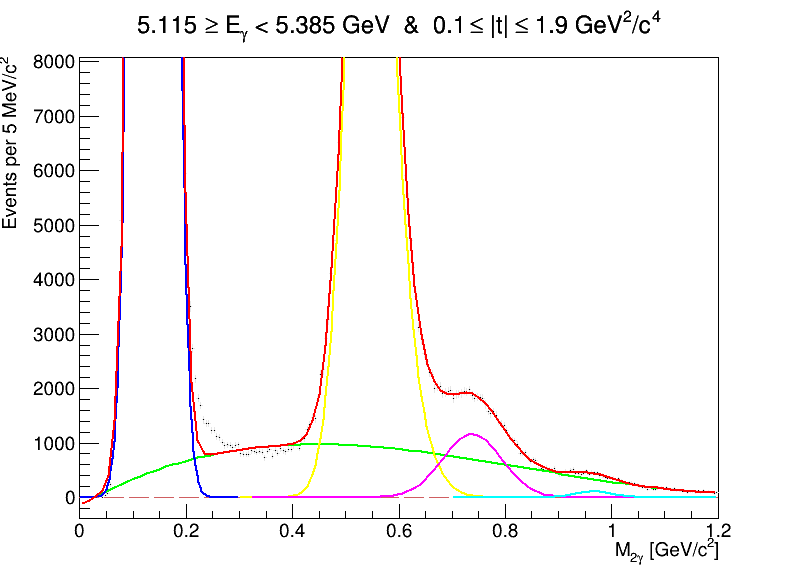 5.115 ≥ Eγ < 5.385 GeV & 0.1 ≤ |t| ≤ 1.9 GeV²/c⁴
Events per 5 MeV/c²
8000
7000
6000
5000
4000
3000
2000
1000
0
0 0.2 0.4 0.6 0.8 1 1.2
M2γ [GeV/c²]